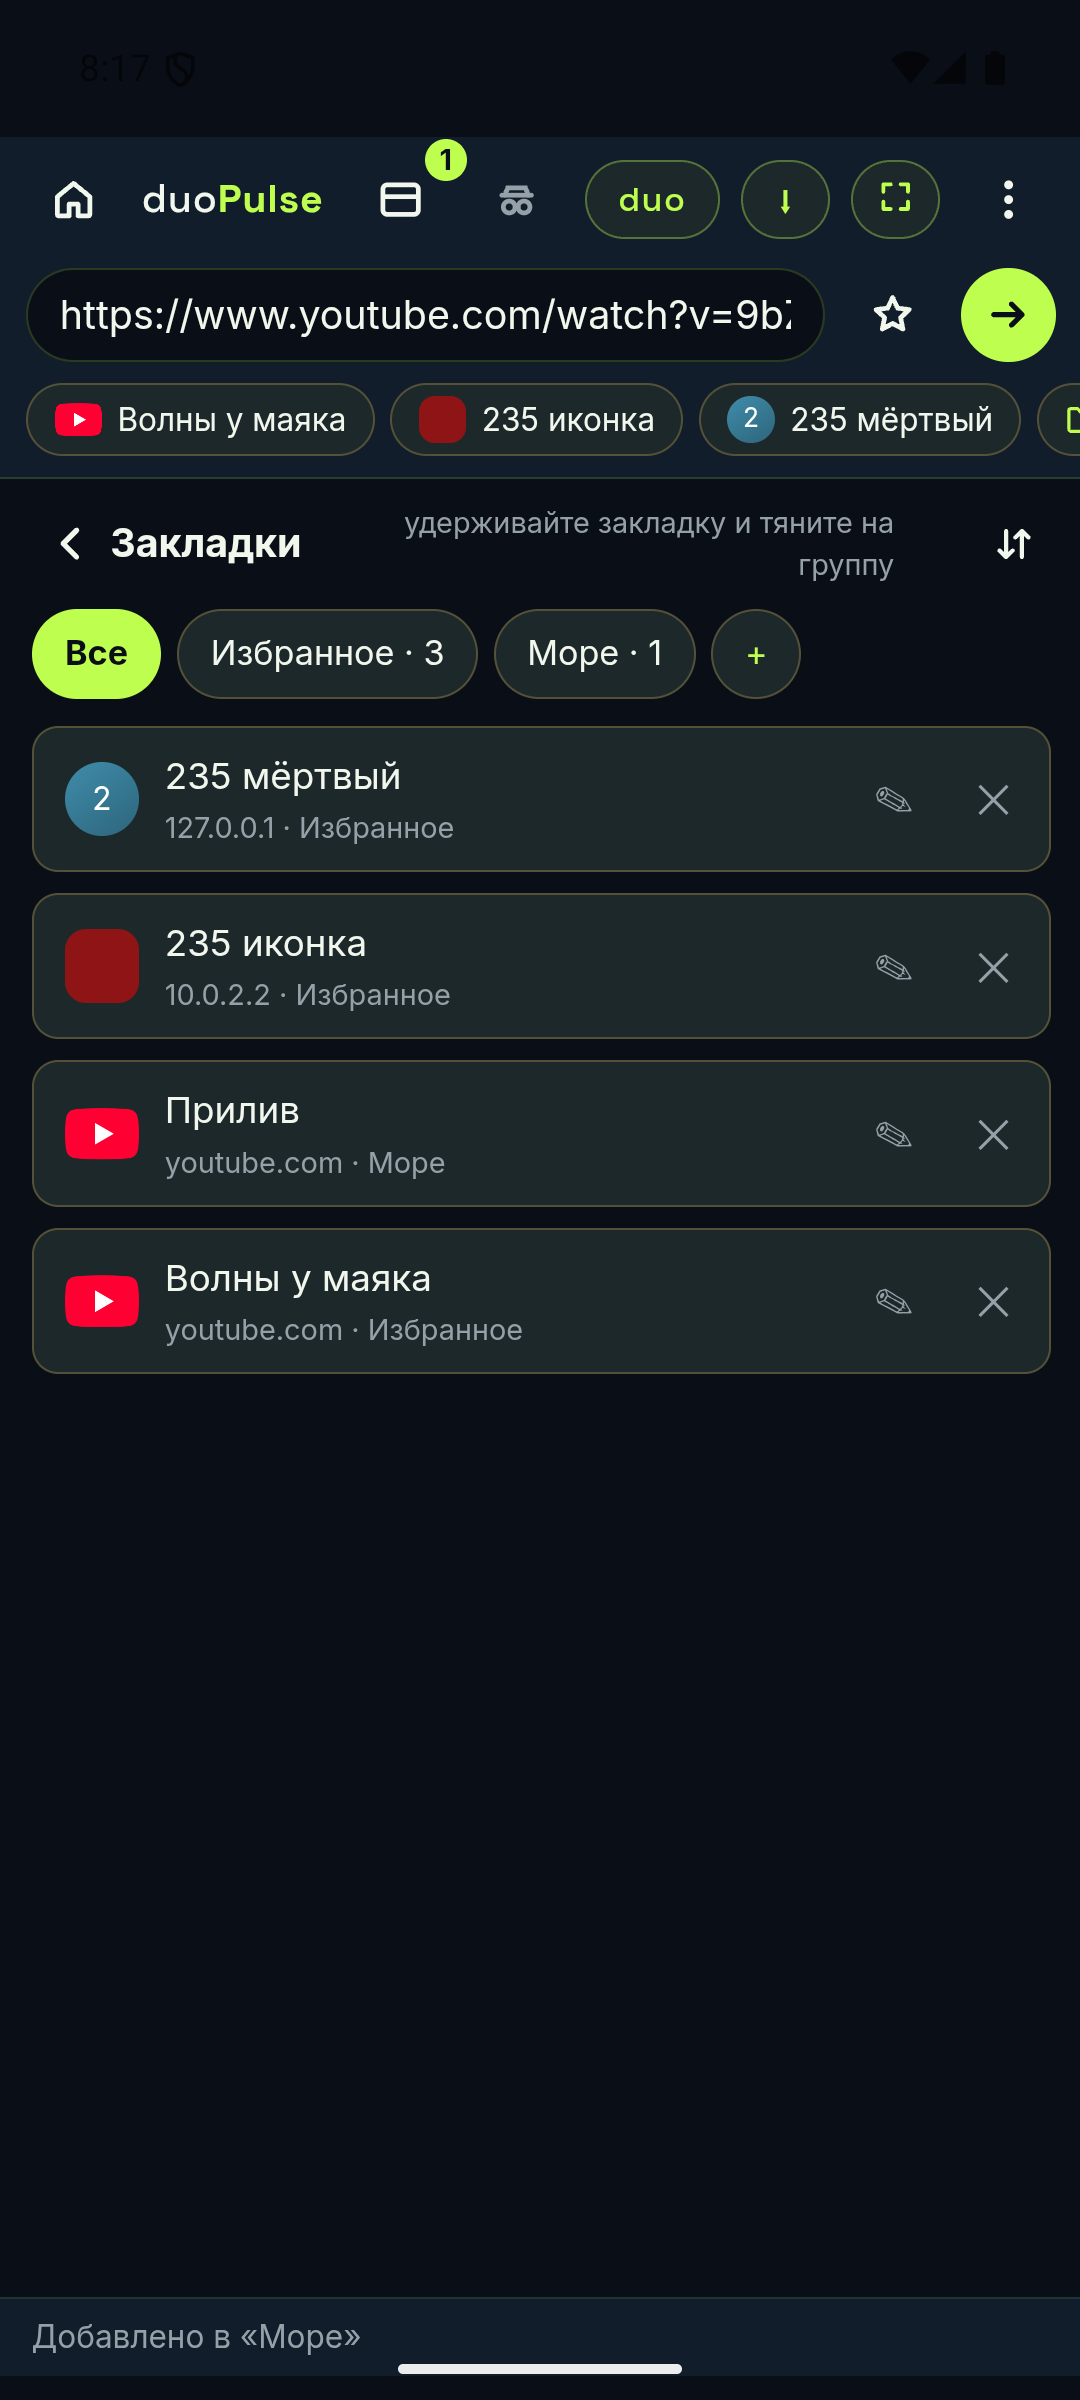 8:17
1
duoPulse
duo
https://www.youtube.com/watch?v=9b
Волны у маяка
235 иконка
2
235 мёртвый
Закладки
удерживайте закладку и тяните на
группу
Все
Избранное · 3
Море · 1
+
2
235 мёртвый
127.0.0.1 · Избранное
235 иконка
10.0.2.2 · Избранное
Прилив
youtube.com · Море
Волны у маяка
youtube.com · Избранное
Добавлено в «Море»